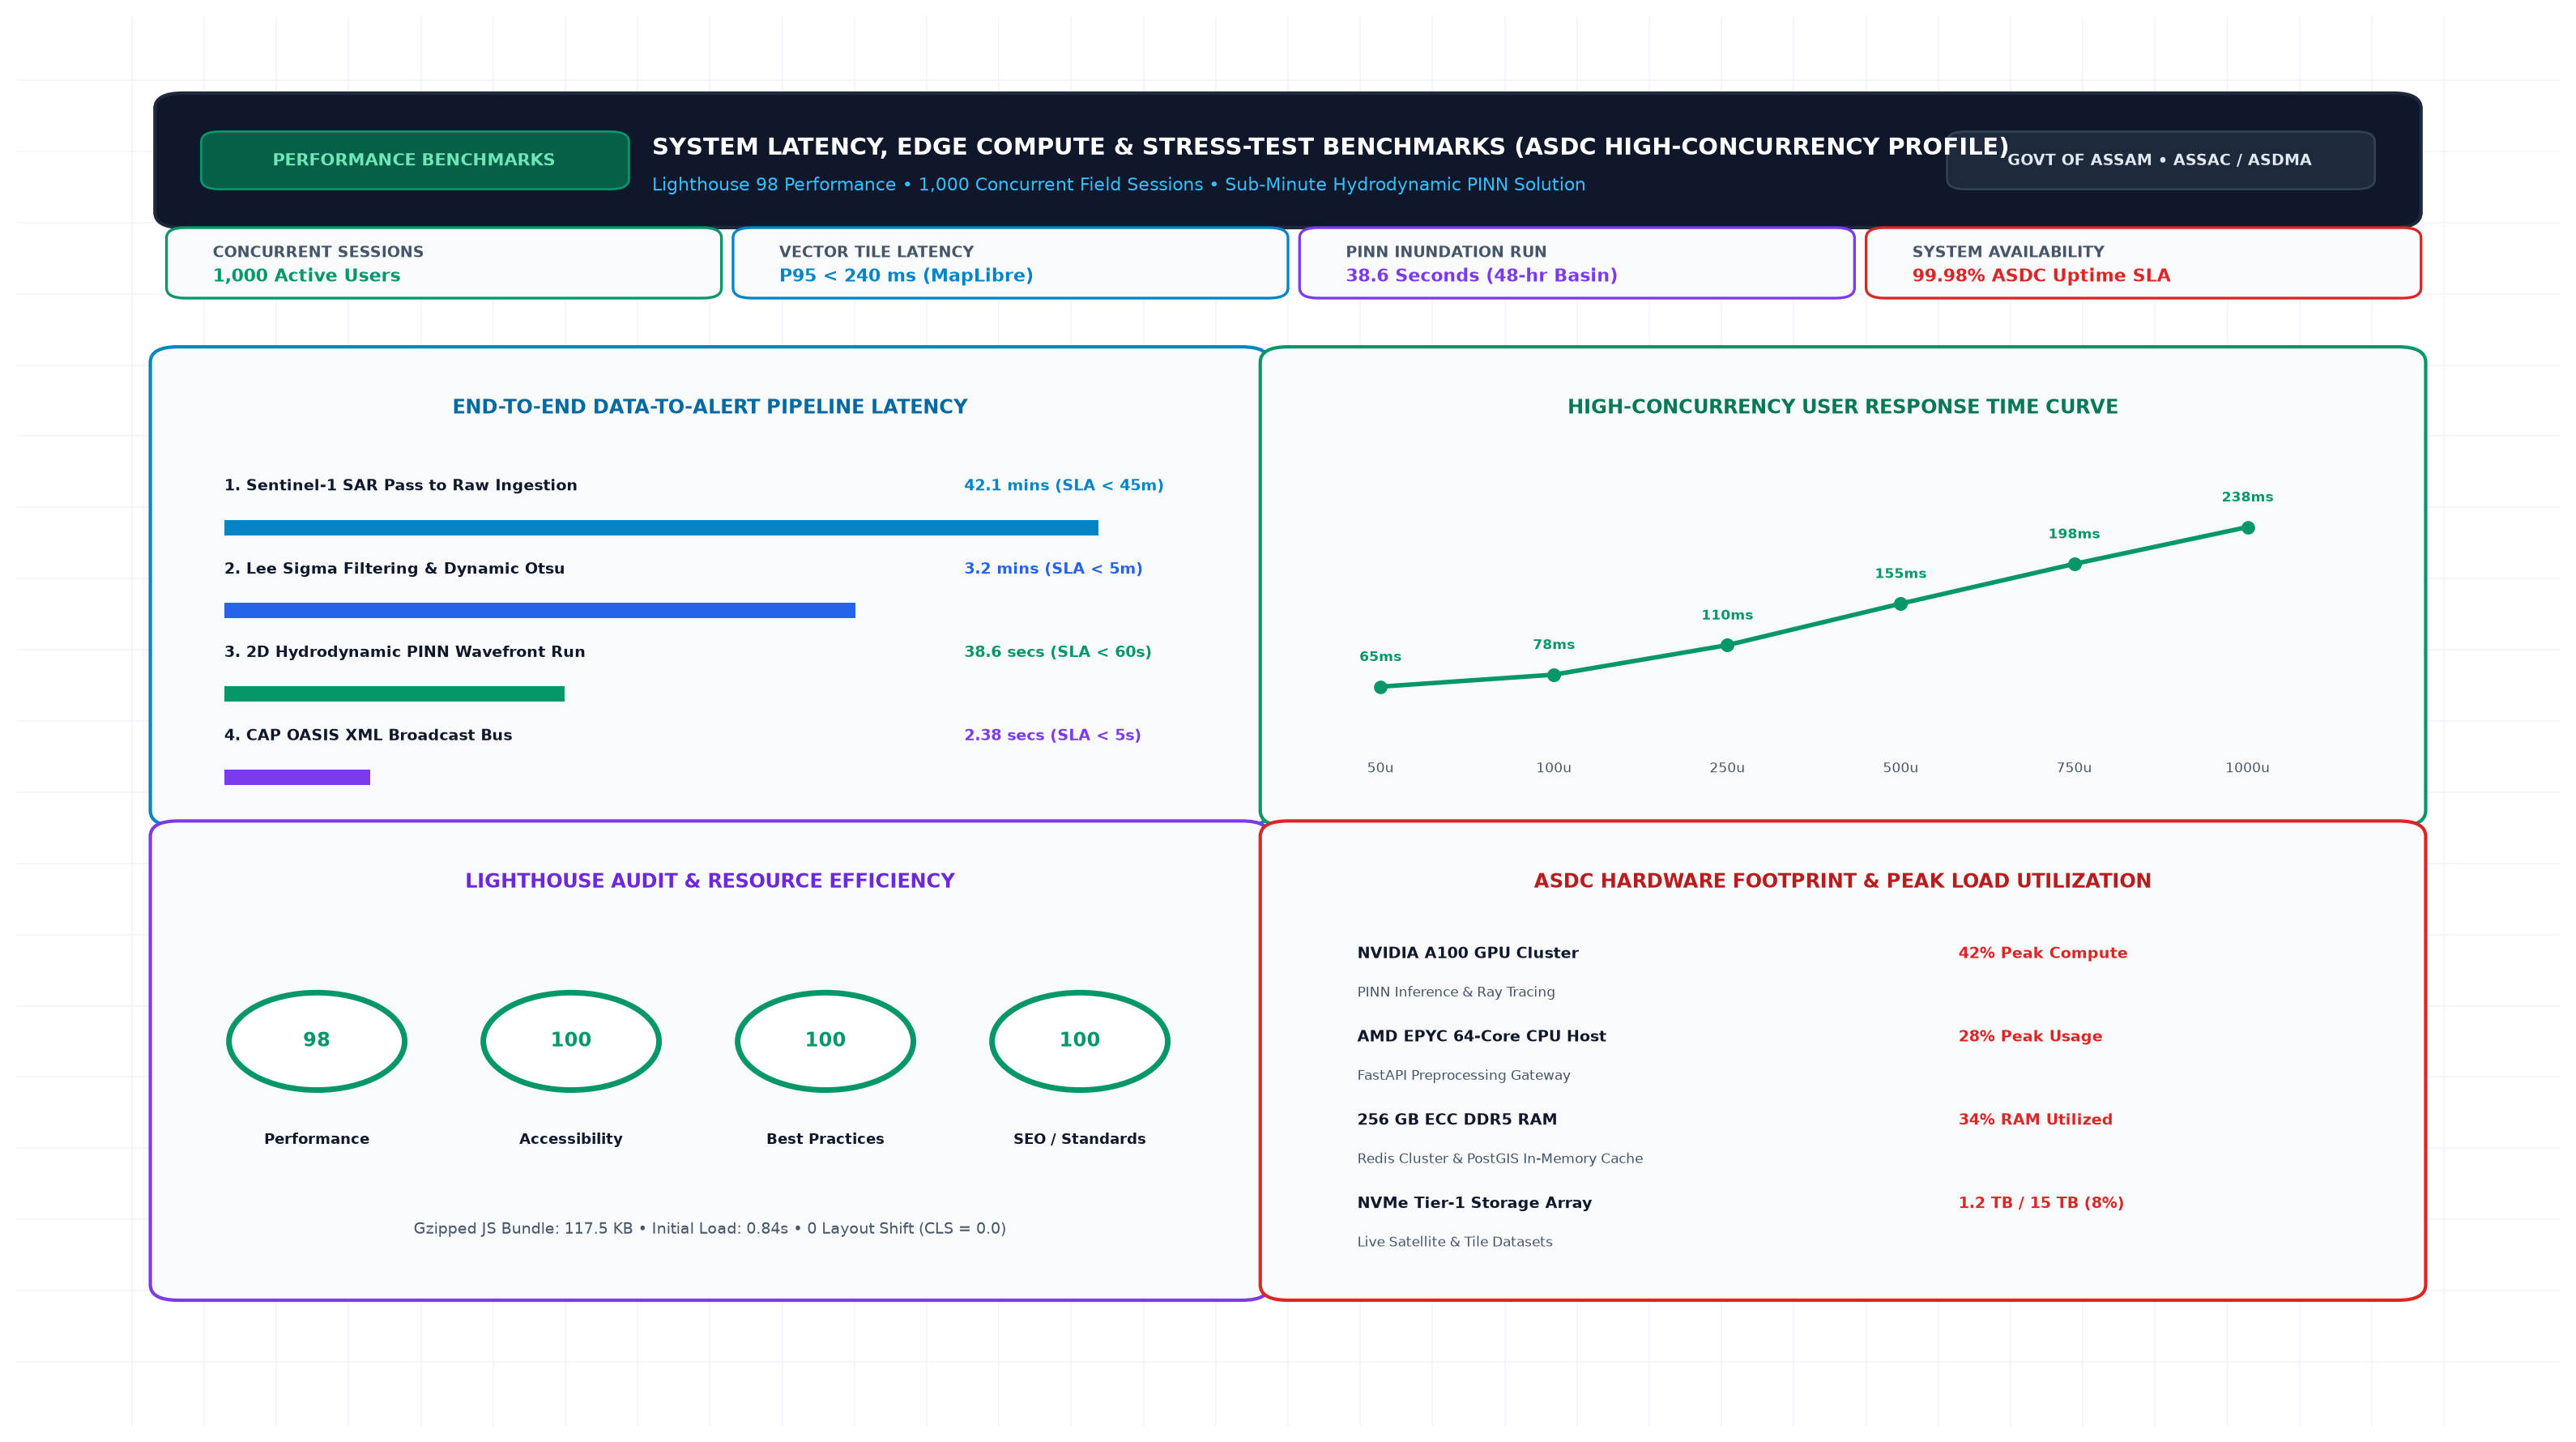 PERFORMANCE BENCHMARKS
SYSTEM LATENCY, EDGE COMPUTE & STRESS-TEST BENCHMARKS (ASDC HIGH-CONCURRENCY PROFILE)
Lighthouse 98 Performance • 1,000 Concurrent Field Sessions • Sub-Minute Hydrodynamic PINN Solution
GOVT OF ASSAM • ASSAC / ASDMA
CONCURRENT SESSIONS
1,000 Active Users
VECTOR TILE LATENCY
P95 < 240 ms (MapLibre)
PINN INUNDATION RUN
38.6 Seconds (48-hr Basin)
SYSTEM AVAILABILITY
99.98% ASDC Uptime SLA
END-TO-END DATA-TO-ALERT PIPELINE LATENCY
1. Sentinel-1 SAR Pass to Raw Ingestion
42.1 mins (SLA < 45m)
2. Lee Sigma Filtering & Dynamic Otsu
3.2 mins (SLA < 5m)
3. 2D Hydrodynamic PINN Wavefront Run
38.6 secs (SLA < 60s)
4. CAP OASIS XML Broadcast Bus
2.38 secs (SLA < 5s)
HIGH-CONCURRENCY USER RESPONSE TIME CURVE
65ms
78ms
110ms
155ms
198ms
238ms
50u
100u
250u
500u
750u
1000u
LIGHTHOUSE AUDIT & RESOURCE EFFICIENCY
98
100
100
100
Performance
Accessibility
Best Practices
SEO / Standards
Gzipped JS Bundle: 117.5 KB • Initial Load: 0.84s • 0 Layout Shift (CLS = 0.0)
ASDC HARDWARE FOOTPRINT & PEAK LOAD UTILIZATION
NVIDIA A100 GPU Cluster
42% Peak Compute
PINN Inference & Ray Tracing
AMD EPYC 64-Core CPU Host
28% Peak Usage
FastAPI Preprocessing Gateway
256 GB ECC DDR5 RAM
34% RAM Utilized
Redis Cluster & PostGIS In-Memory Cache
NVMe Tier-1 Storage Array
1.2 TB / 15 TB (8%)
Live Satellite & Tile Datasets